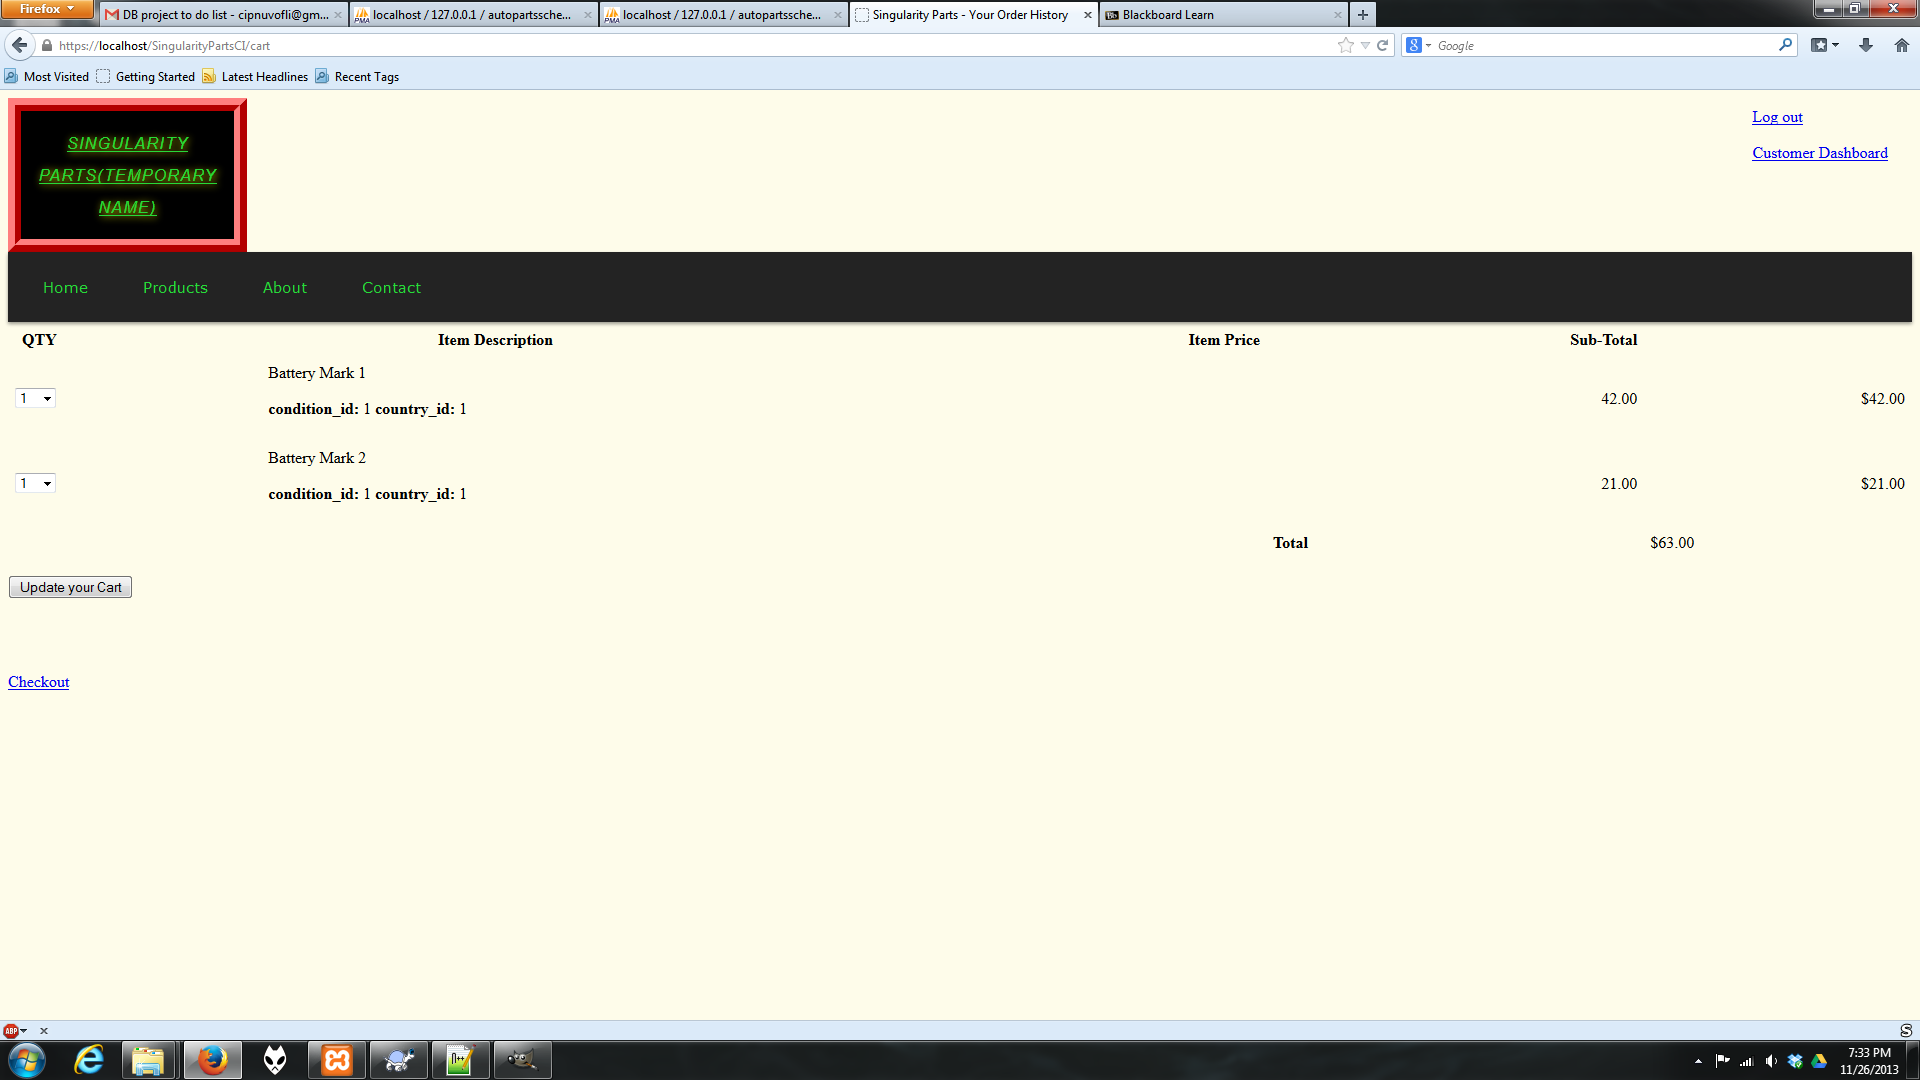 Firefox
DB project to do list - cipnuvofli@gm...
localhost / 127.0.0.1 / autopartssche...
localhost / 127.0.0.1 / autopartssche...
Singularity Parts - Your Order History
Blackboard Learn
https://localhost/SingularityPartsCI/cart
Google
Most Visited
Getting Started
Latest Headlines
Recent Tags
SINGULARITY
PARTS(TEMPORARY
NAME)
Log out
Customer Dashboard
Home
Products
About
Contact
QTY Item Description Item Price Sub-Total
Battery Mark 1
1 42.00 $42.00
condition_id: 1 country_id: 1
Battery Mark 2
1 21.00 $21.00
condition_id: 1 country_id: 1
Total $63.00
Update your Cart
Checkout
ABP
7:33 PM
11/26/2013